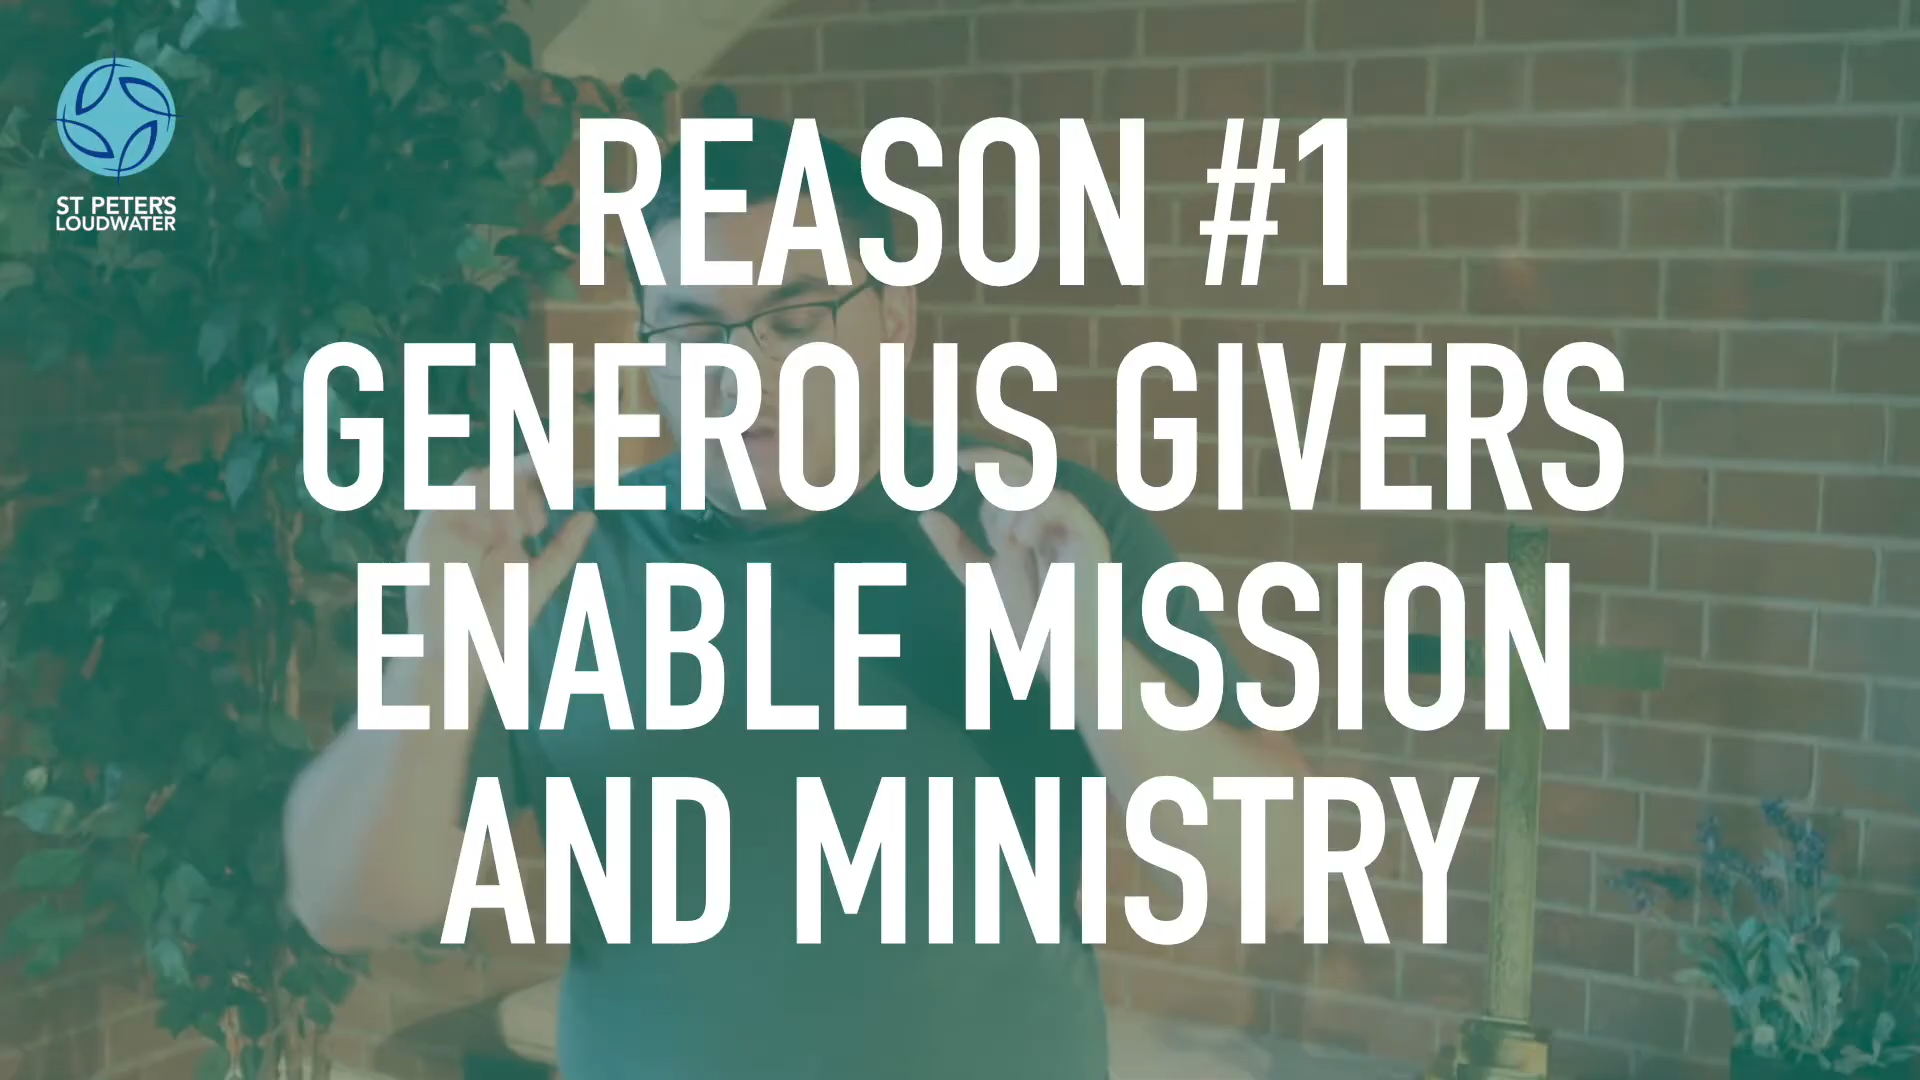 ST PETER'S
LOUDWATER
REASON #1
GENEROUS GIVERS
ENABLE MISSION
AND MINISTRY